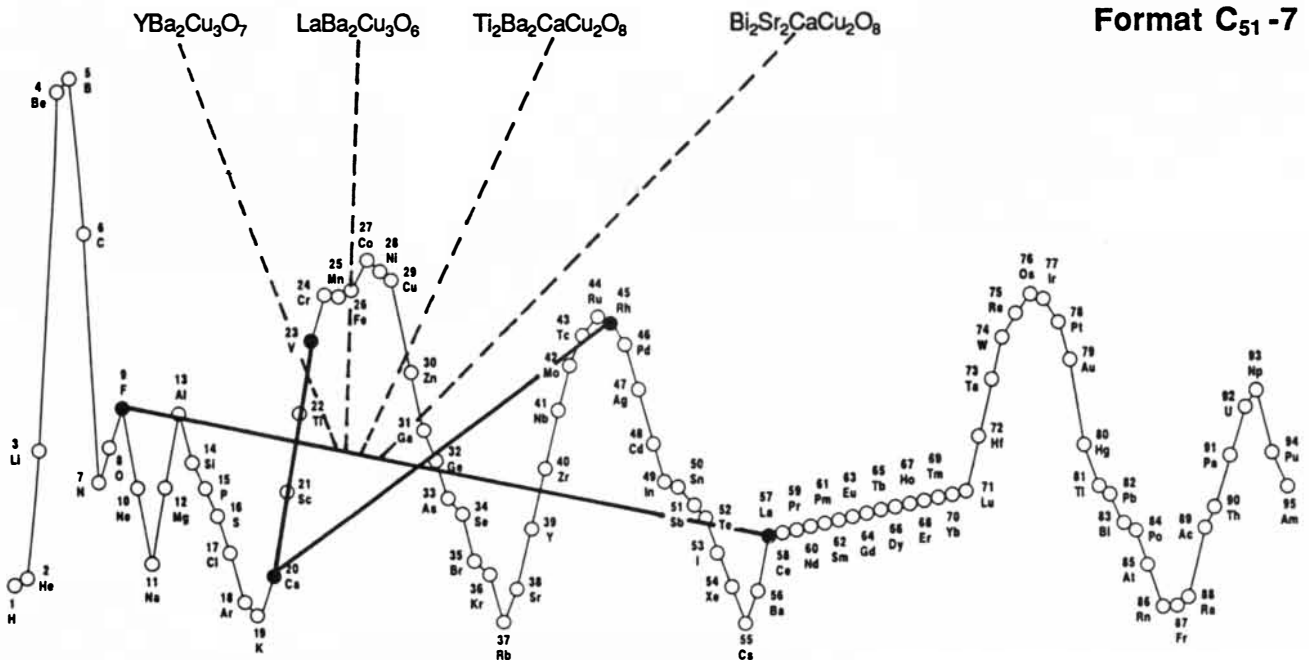 YBa₂Cu₃O₇
LaBa₂Cu₃O₆
Ti₂Ba₂CaCu₂O₈
Bi₂Sr₂CaCu₂O₈
Format C₅₁ -7
1
H
2
He
3
Li
4
Be
5
B
6
C
7
N
8
O
9
F
10
Ne
11
Na
12
Mg
13
Al
14
Si
15
P
16
S
17
Cl
18
Ar
19
K
20
Ca
21
Sc
22
Ti
23
V
24
Cr
25
Mn
26
Fe
27
Co
28
Ni
29
Cu
30
Zn
31
Ga
32
Ge
33
As
34
Se
35
Br
36
Kr
37
Rb
38
Sr
39
Y
40
Zr
41
Nb
42
Mo
43
Tc
44
Ru
45
Rh
46
Pd
47
Ag
48
Cd
49
In
50
Sn
51
Sb
52
Te
53
I
54
Xe
55
Cs
56
Ba
57
La
58
Ce
59
Pr
60
Nd
61
Pm
62
Sm
63
Eu
64
Gd
65
Tb
66
Dy
67
Ho
68
Er
69
Tm
70
Yb
71
Lu
72
Hf
73
Ta
74
W
75
Re
76
Os
77
Ir
78
Pt
79
Au
80
Hg
81
Tl
82
Pb
83
Bi
84
Po
85
At
86
Rn
87
Fr
88
Ra
89
Ac
90
Th
91
Pa
92
U
93
Np
94
Pu
95
Am